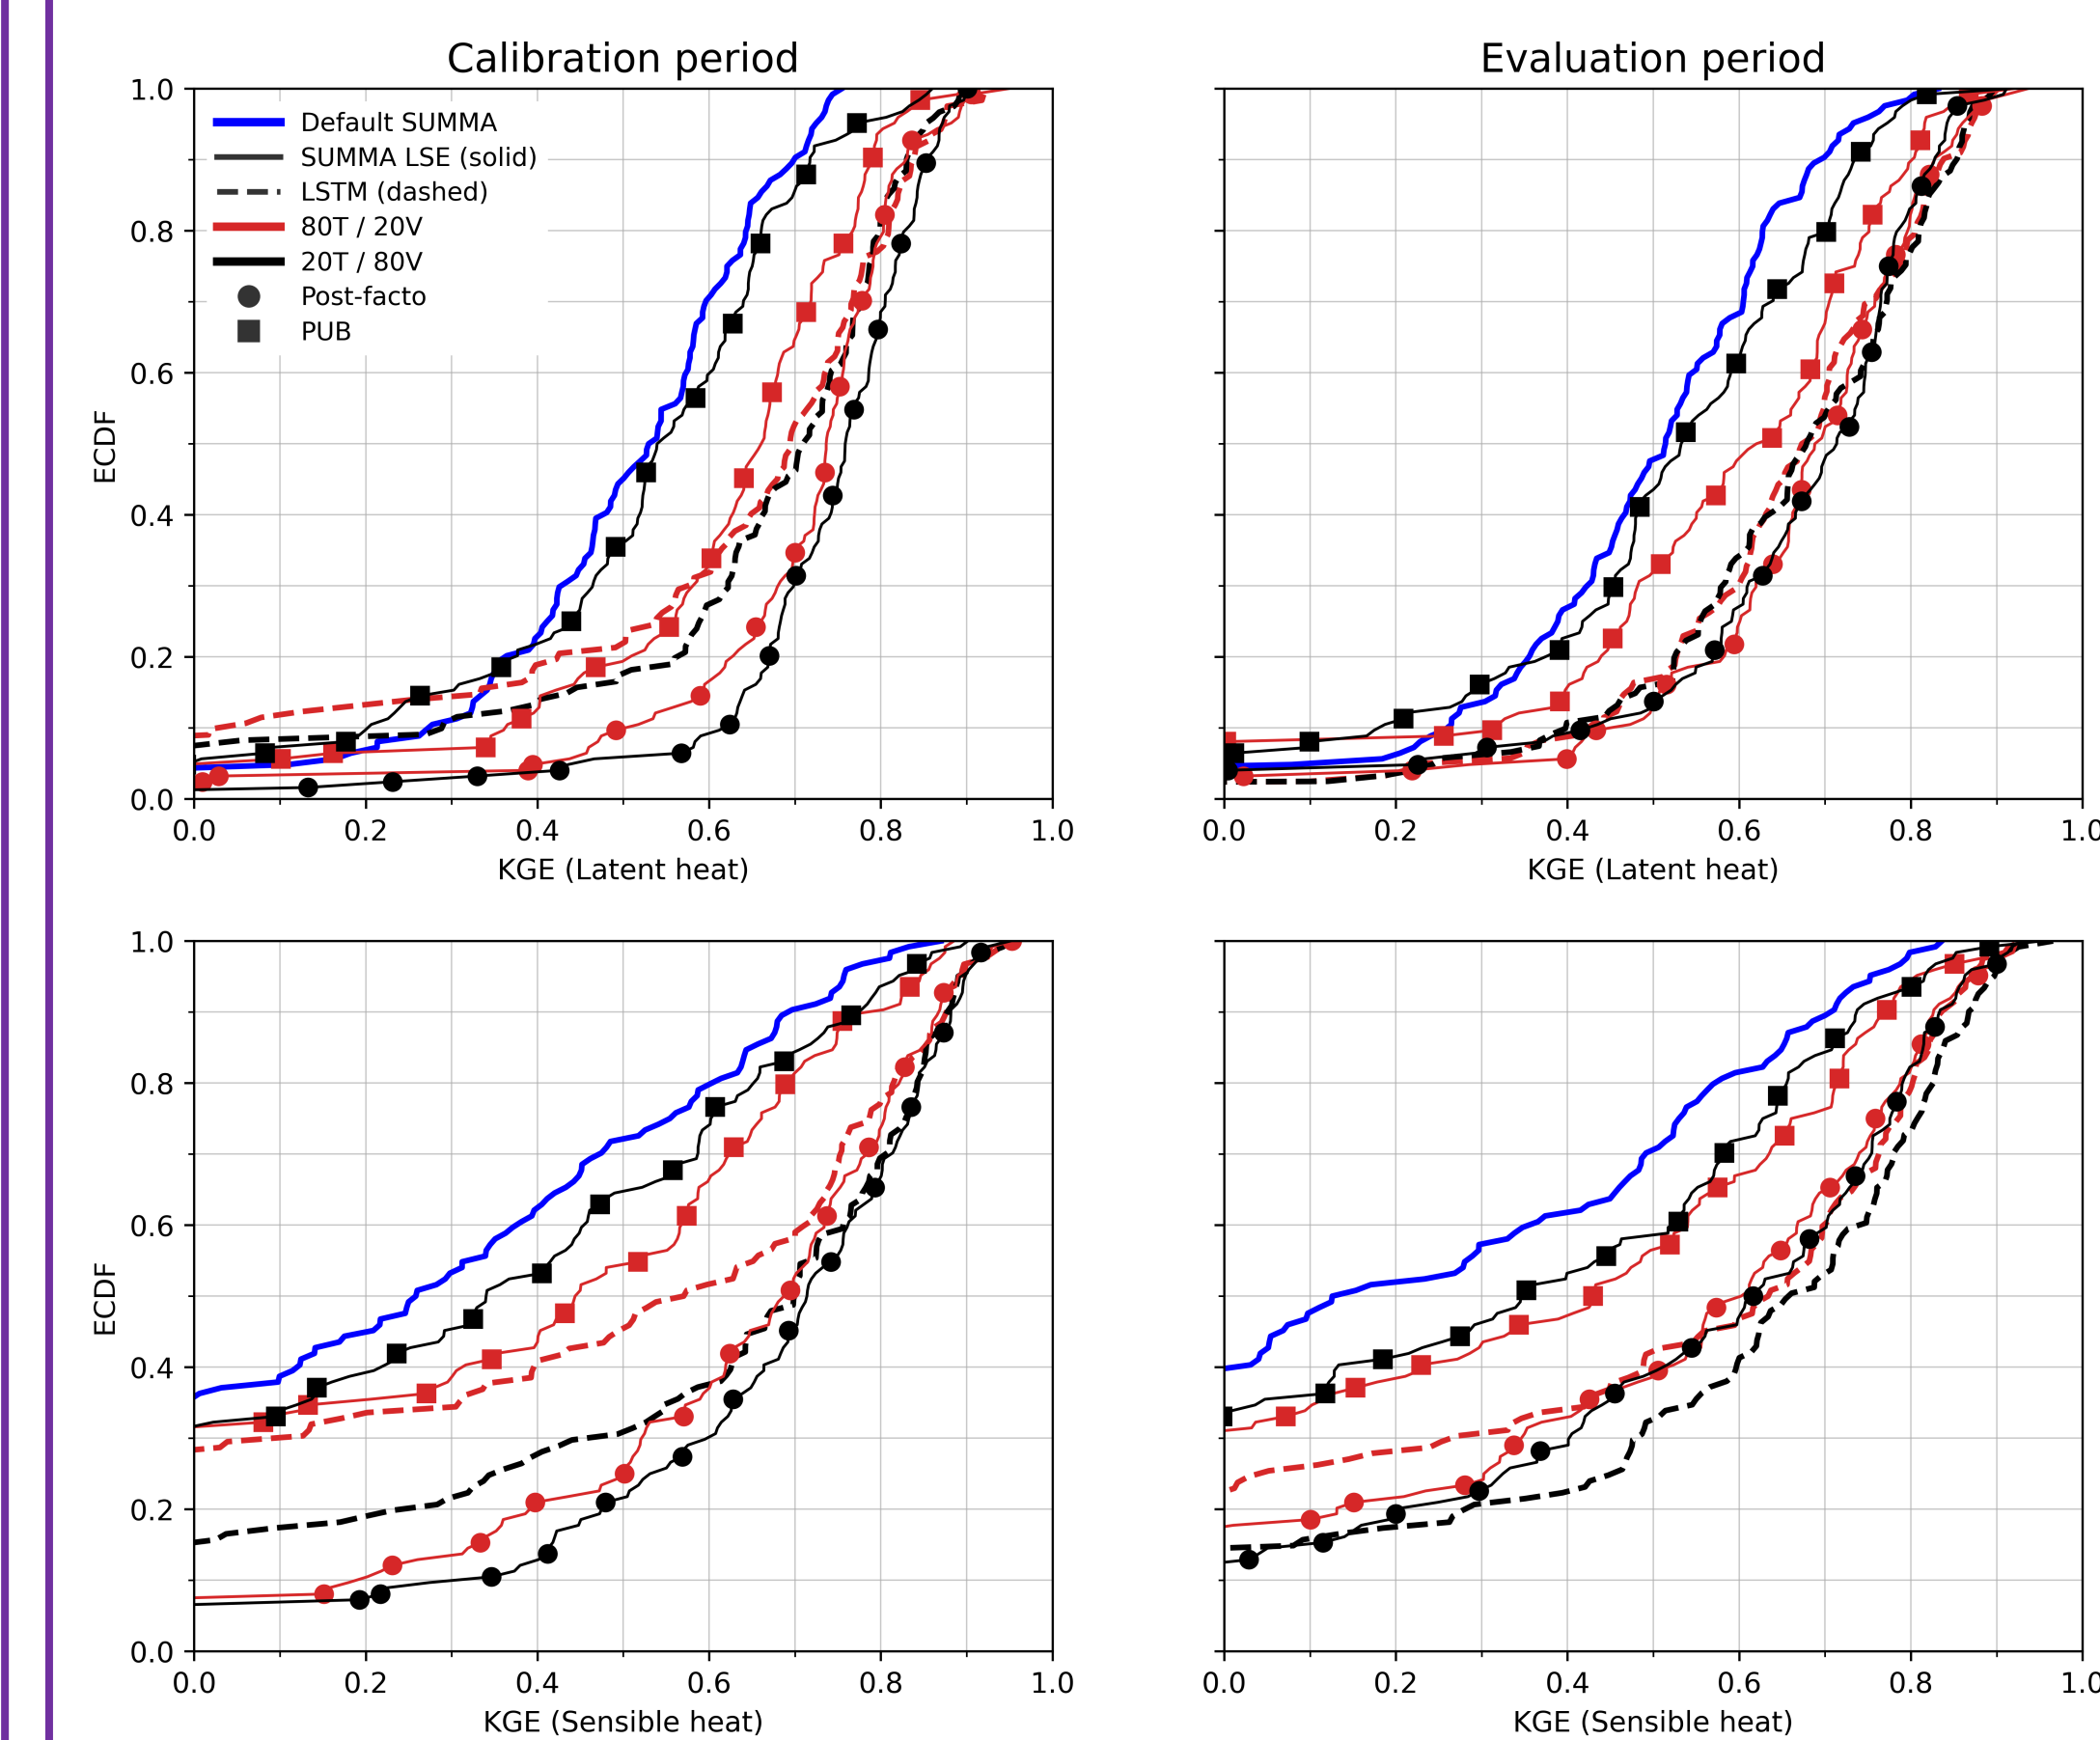 Calibration period
Evaluation period
1.0
0.8
0.6
0.4
0.2
0.0
ECDF
Default SUMMA
SUMMA LSE (solid)
LSTM (dashed)
80T / 20V
20T / 80V
Post-facto
PUB
0.0 0.2 0.4 0.6 0.8 1.0
KGE (Latent heat)
0.0 0.2 0.4 0.6 0.8 1.0
KGE (Latent heat)
1.0
0.8
0.6
0.4
0.2
0.0
ECDF
0.0 0.2 0.4 0.6 0.8 1.0
KGE (Sensible heat)
0.0 0.2 0.4 0.6 0.8 1.0
KGE (Sensible heat)